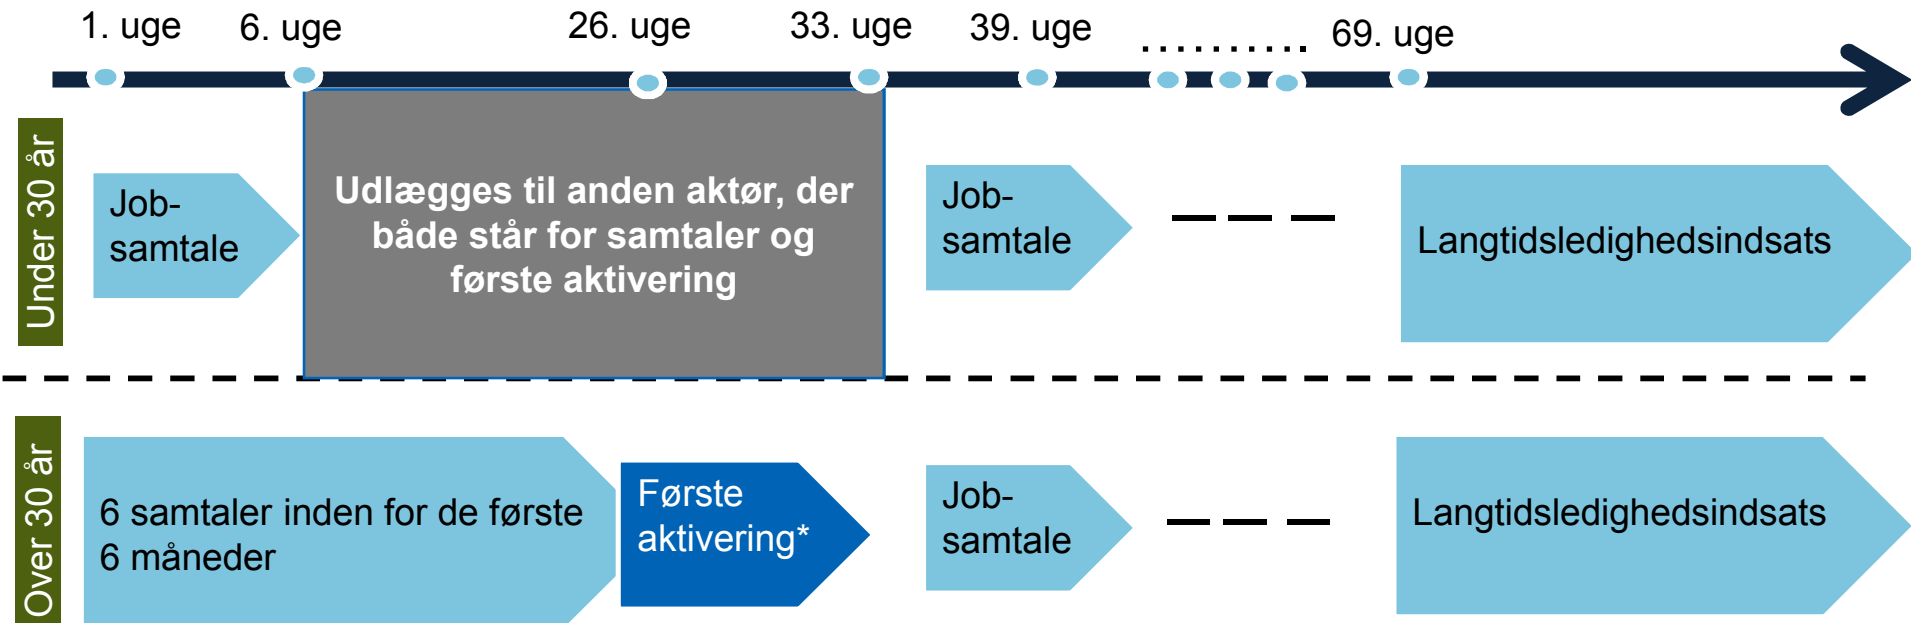 1. uge 6. uge 26. uge 33. uge 39. uge ......... 69. uge
Under 30 år
Job-
samtale
Udlægges til anden aktør, der
både står for samtaler og
første aktivering
Job-
samtale
Langtidsledighedsindsats
Over 30 år
6 samtaler inden for de første
6 måneder
Første
aktivering*
Job-
samtale
Langtidsledighedsindsats